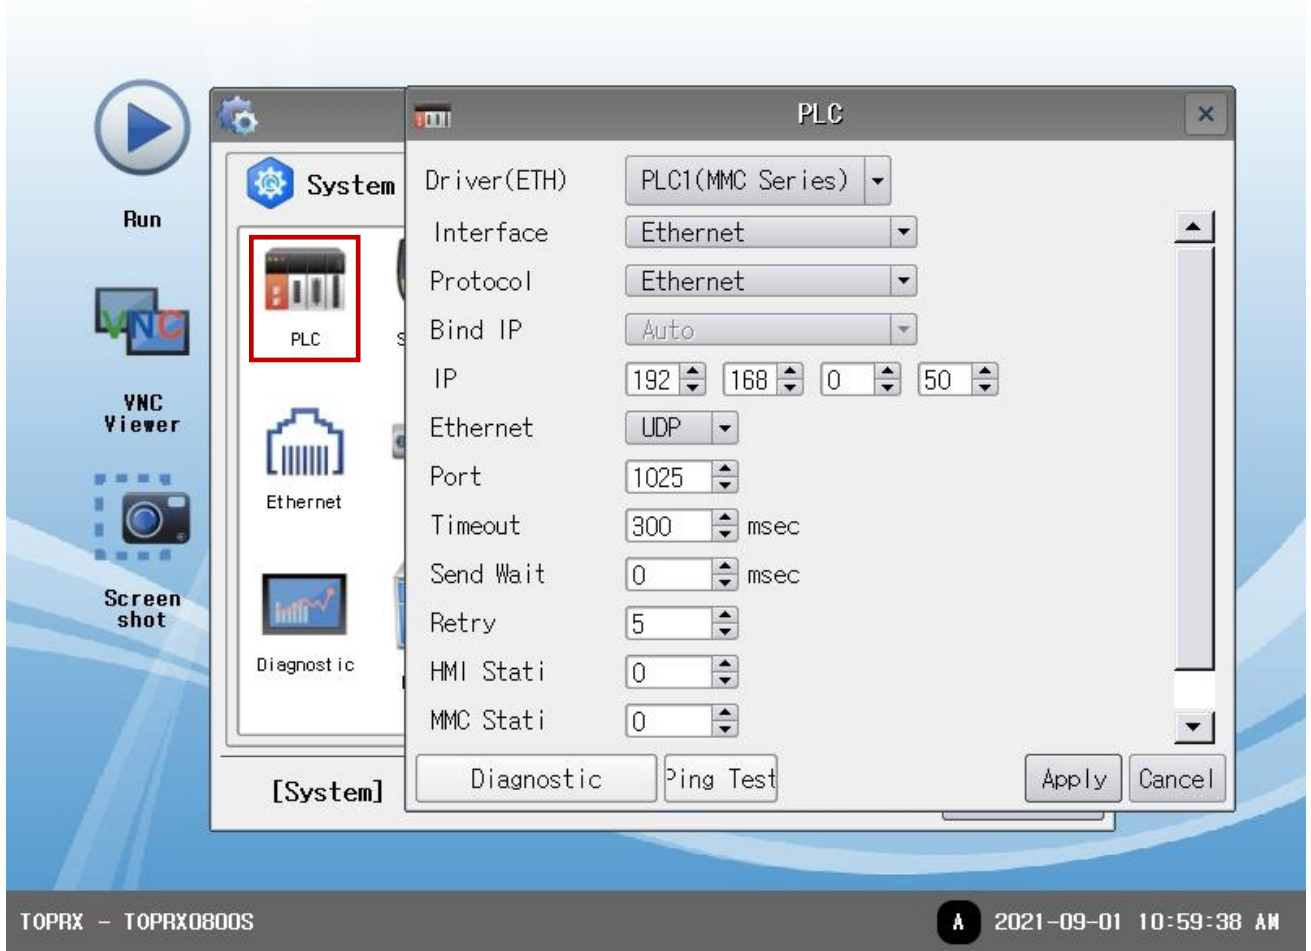 PLC
Driver(ETH) PLC1(MMC Series)
Interface Ethernet
Protocol Ethernet
Bind IP Auto
IP 192 168 0 50
Ethernet UDP
Port 1025
Timeout 300 msec
Send Wait 0 msec
Retry 5
HMI Stati 0
MMC Stati 0
Diagnostic Ping Test Apply Cancel
System
PLC S
Ethernet
Diagnostic
[System]
Run
VNC
VNC
Viewer
Screen
shot
TOPRX - TOPRX0800S A 2021-09-01 10:59:38 AM